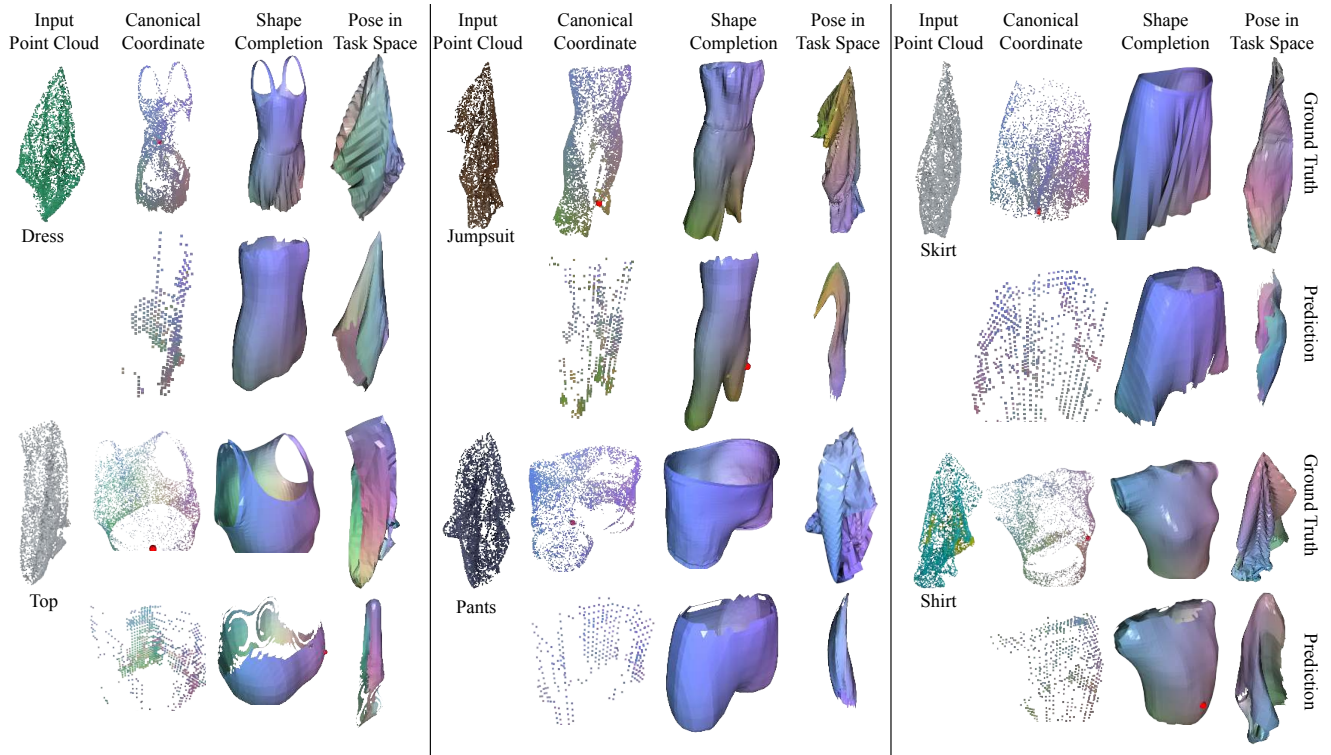 Input
Point Cloud
Canonical
Coordinate
Shape
Completion
Pose in
Task Space
Input
Point Cloud
Canonical
Coordinate
Shape
Completion
Pose in
Task Space
Input
Point Cloud
Canonical
Coordinate
Shape
Completion
Pose in
Task Space
Ground Truth
Dress
Jumpsuit
Skirt
Prediction
Ground Truth
Top
Pants
Shirt
Prediction